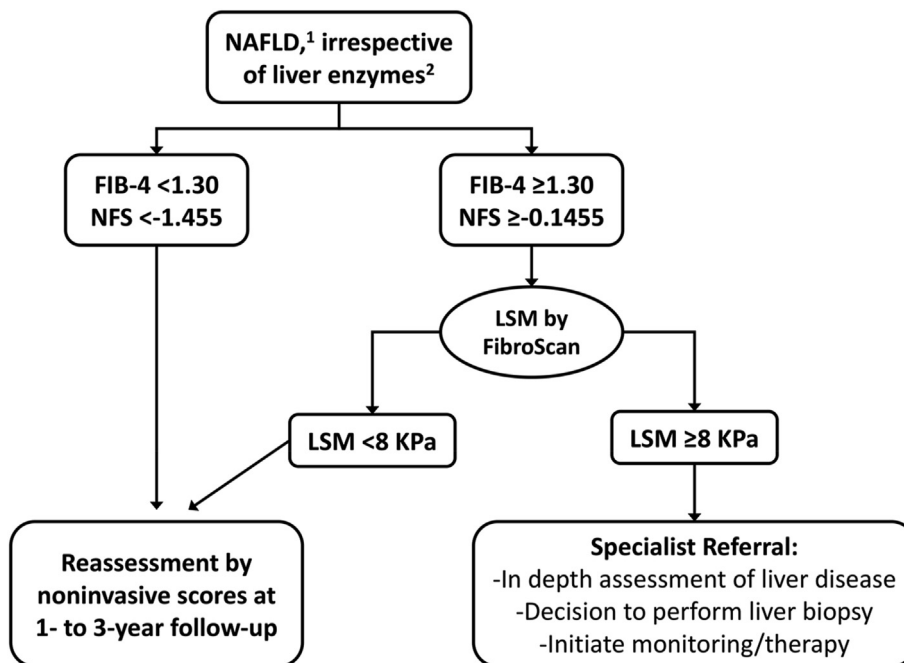 NAFLD,¹ irrespective
of liver enzymes²
FIB-4 <1.30
NFS <-1.455
FIB-4 ≥1.30
NFS ≥-0.1455
LSM by
FibroScan
LSM <8 KPa
LSM ≥8 KPa
Reassessment by
noninvasive scores at
1- to 3-year follow-up
Specialist Referral:
-In depth assessment of liver disease
-Decision to perform liver biopsy
-Initiate monitoring/therapy